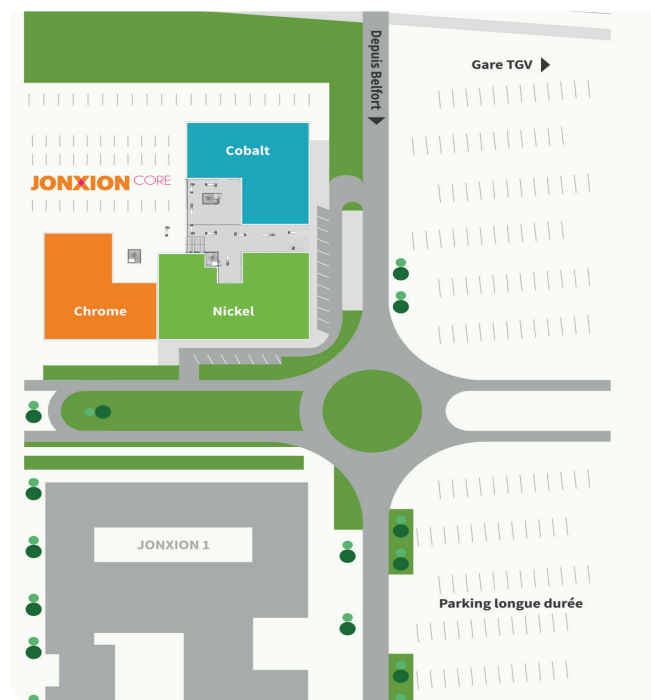 Depuis Belfort
Gare TGV
Cobalt
JONXION CORE
Chrome
Nickel
JONXION 1
Parking longue durée